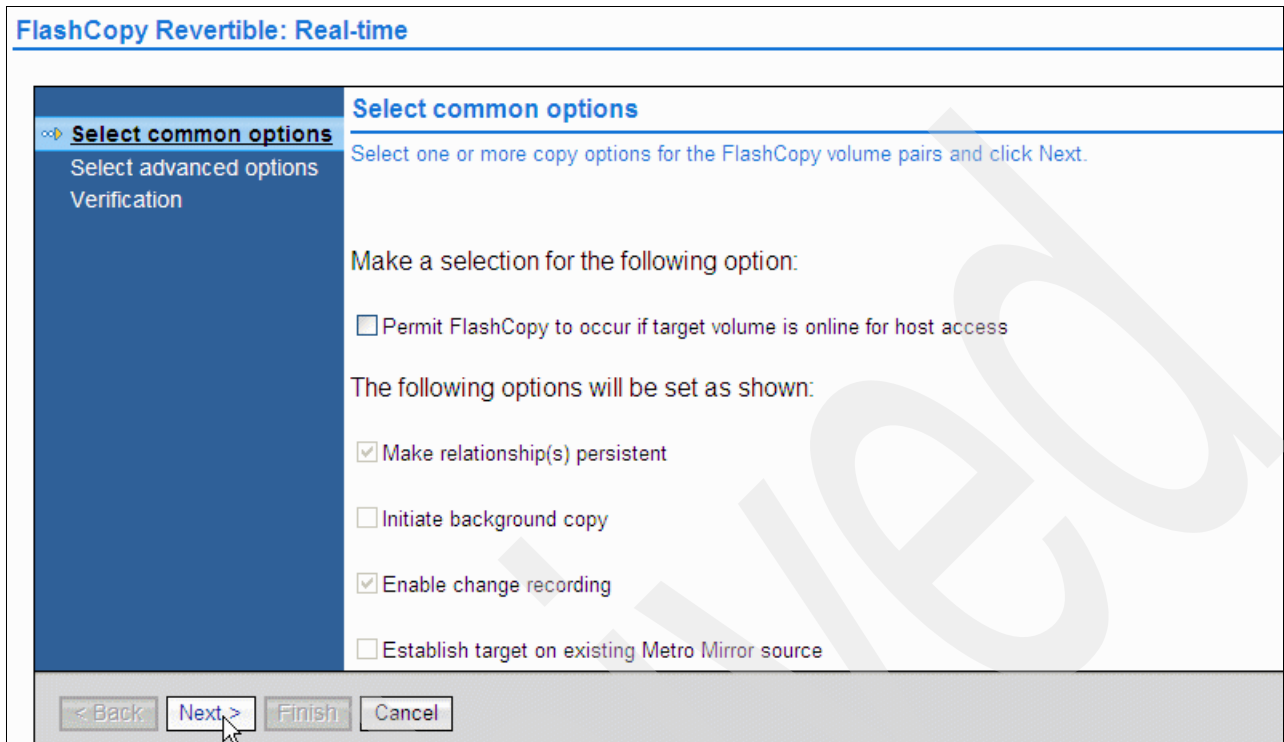 FlashCopy Revertible: Real-time
Select common options
Select advanced options
Verification
Select common options
Select one or more copy options for the FlashCopy volume pairs and click Next.
Make a selection for the following option:
Permit FlashCopy to occur if target volume is online for host access
The following options will be set as shown:
Make relationship(s) persistent
Initiate background copy
Enable change recording
Establish target on existing Metro Mirror source
< Back Next > Finish Cancel